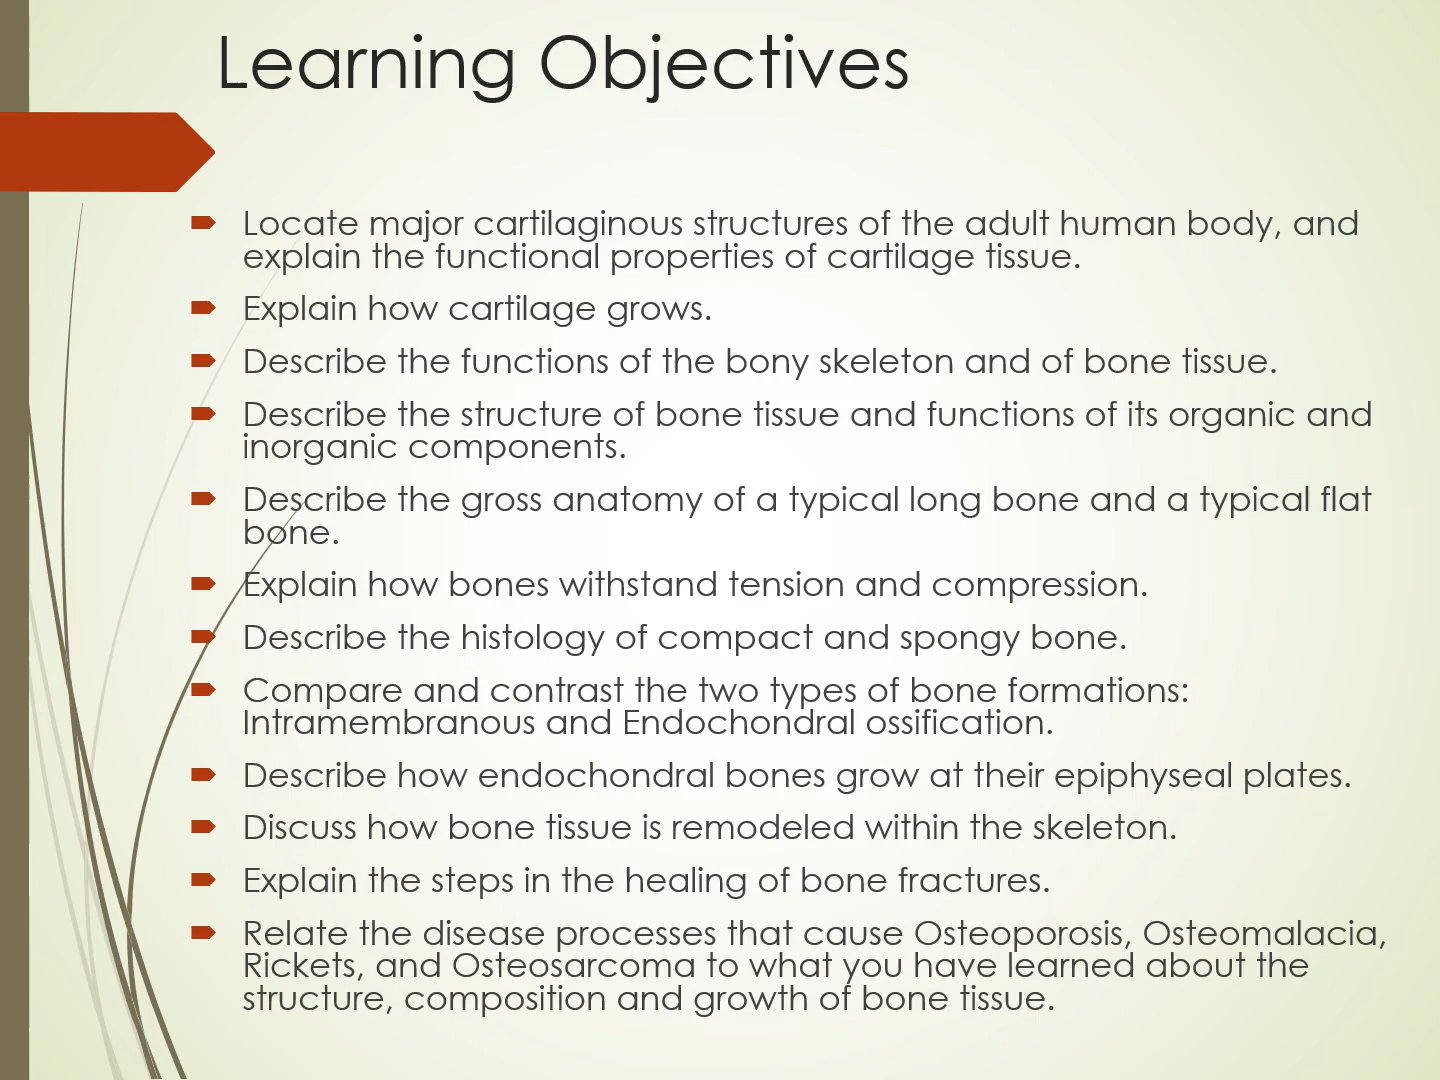 Learning Objectives
Locate major cartilaginous structures of the adult human body, and
explain the functional properties of cartilage tissue.
Explain how cartilage grows.
Describe the functions of the bony skeleton and of bone tissue.
Describe the structure of bone tissue and functions of its organic and
inorganic components.
Describe the gross anatomy of a typical long bone and a typical flat
bone.
Explain how bones withstand tension and compression.
Describe the histology of compact and spongy bone.
Compare and contrast the two types of bone formations:
Intramembranous and Endochondral ossification.
Describe how endochondral bones grow at their epiphyseal plates.
Discuss how bone tissue is remodeled within the skeleton.
Explain the steps in the healing of bone fractures.
Relate the disease processes that cause Osteoporosis, Osteomalacia,
Rickets, and Osteosarcoma to what you have learned about the
structure, composition and growth of bone tissue.